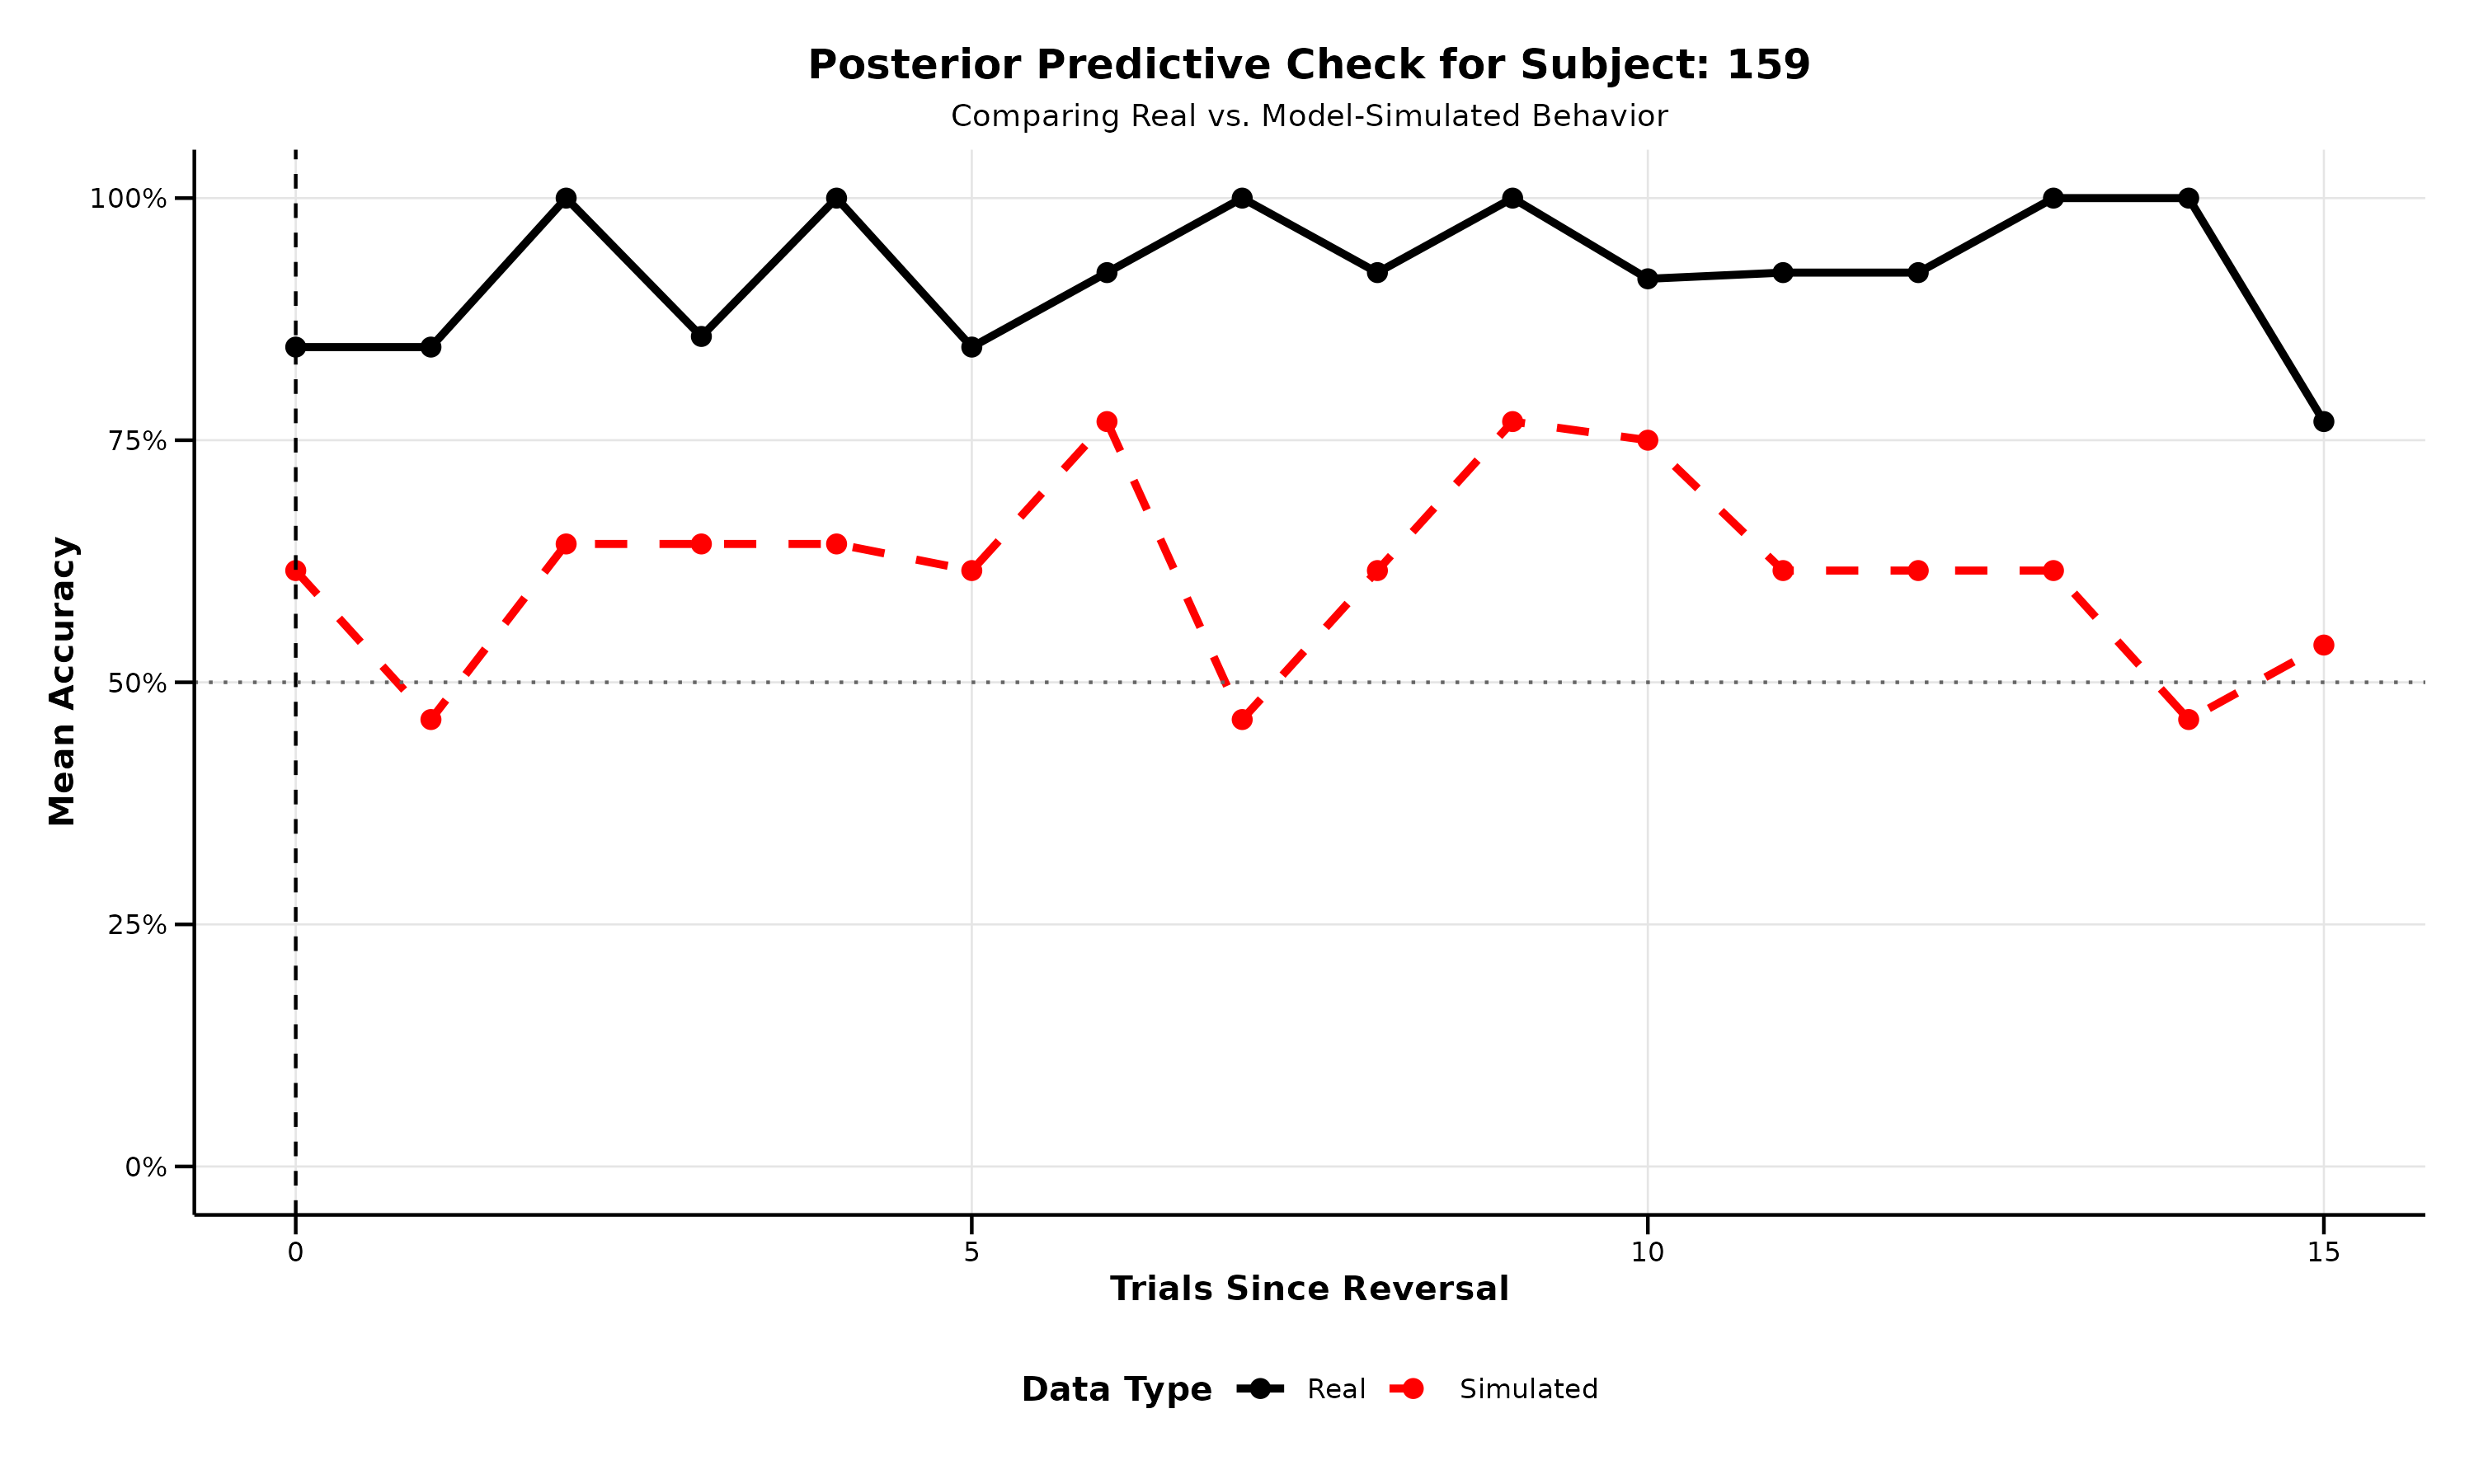 Posterior Predictive Check for Subject: 159
Comparing Real vs. Model-Simulated Behavior
Mean Accuracy
100%
75%
50%
25%
0%
0 5 10 15
Trials Since Reversal
Data Type Real Simulated